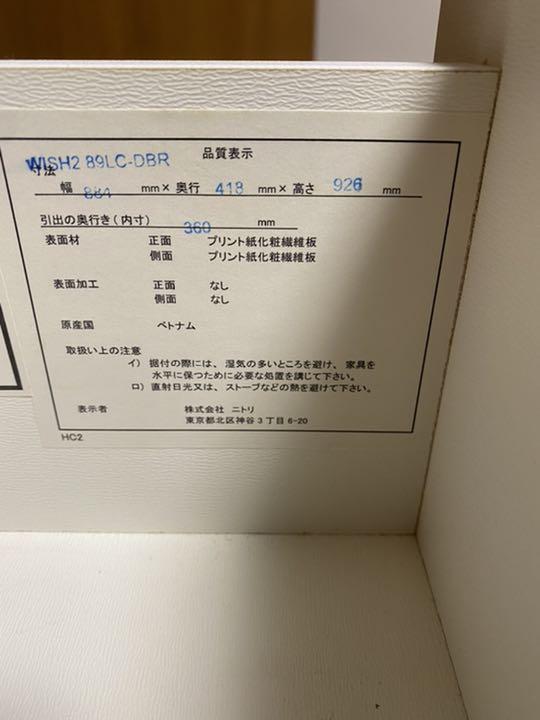 品質表示
WISH2 89LC-DBR
寸法
幅 884 mm× 奥行 418 mm× 高さ 926 mm
引出の奥行き(内寸) 360 mm
表面材 正面 プリント紙化粧繊維板
側面 プリント紙化粧繊維板
表面加工 正面 なし
側面 なし
原産国 ベトナム
取扱い上の注意
イ) 据付の際には、湿気の多いところを避け、家具を
水平に保つために必要な処置を講じて下さい。
ロ) 直射日光又は、ストーブなどの熱を避けて下さい。
表示者 株式会社 ニトリ
東京都北区神谷3丁目6-20
HC2